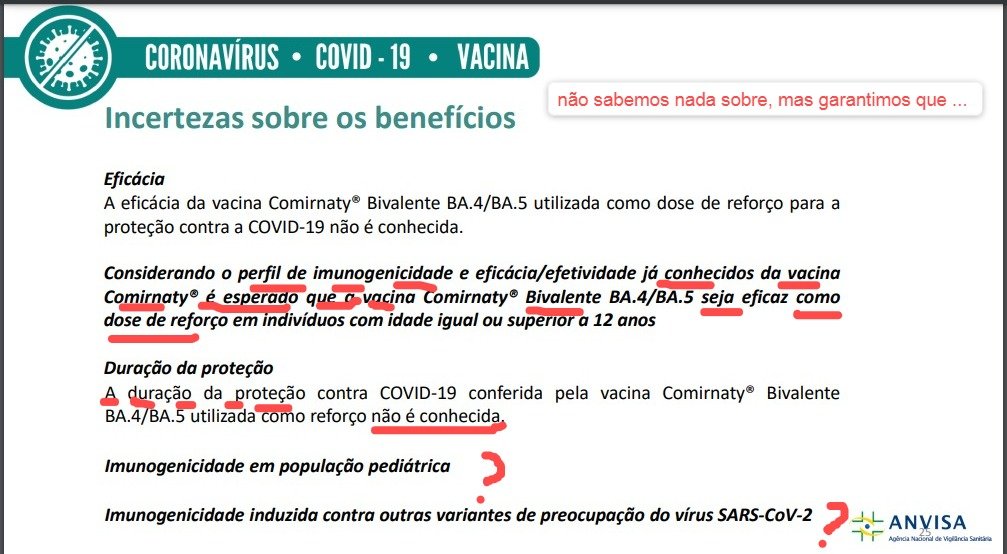 CORONAVÍRUS • COVID - 19 • VACINA
não sabemos nada sobre, mas garantimos que ...
Incertezas sobre os benefícios
Eficácia
A eficácia da vacina Comirnaty® Bivalente BA.4/BA.5 utilizada como dose de reforço para a
proteção contra a COVID-19 não é conhecida.
Considerando o perfil de imunogenicidade e eficácia/efetividade já conhecidos da vacina
Comirnaty® é esperado que a vacina Comirnaty® Bivalente BA.4/BA.5 seja eficaz como
dose de reforço em indivíduos com idade igual ou superior a 12 anos
Duração da proteção
A duração da proteção contra COVID-19 conferida pela vacina Comirnaty® Bivalente
BA.4/BA.5 utilizada como reforço não é conhecida.
Imunogenicidade em população pediátrica ?
Imunogenicidade induzida contra outras variantes de preocupação do vírus SARS-CoV-2 ?
ANVISA
25
Agência Nacional de Vigilância Sanitária